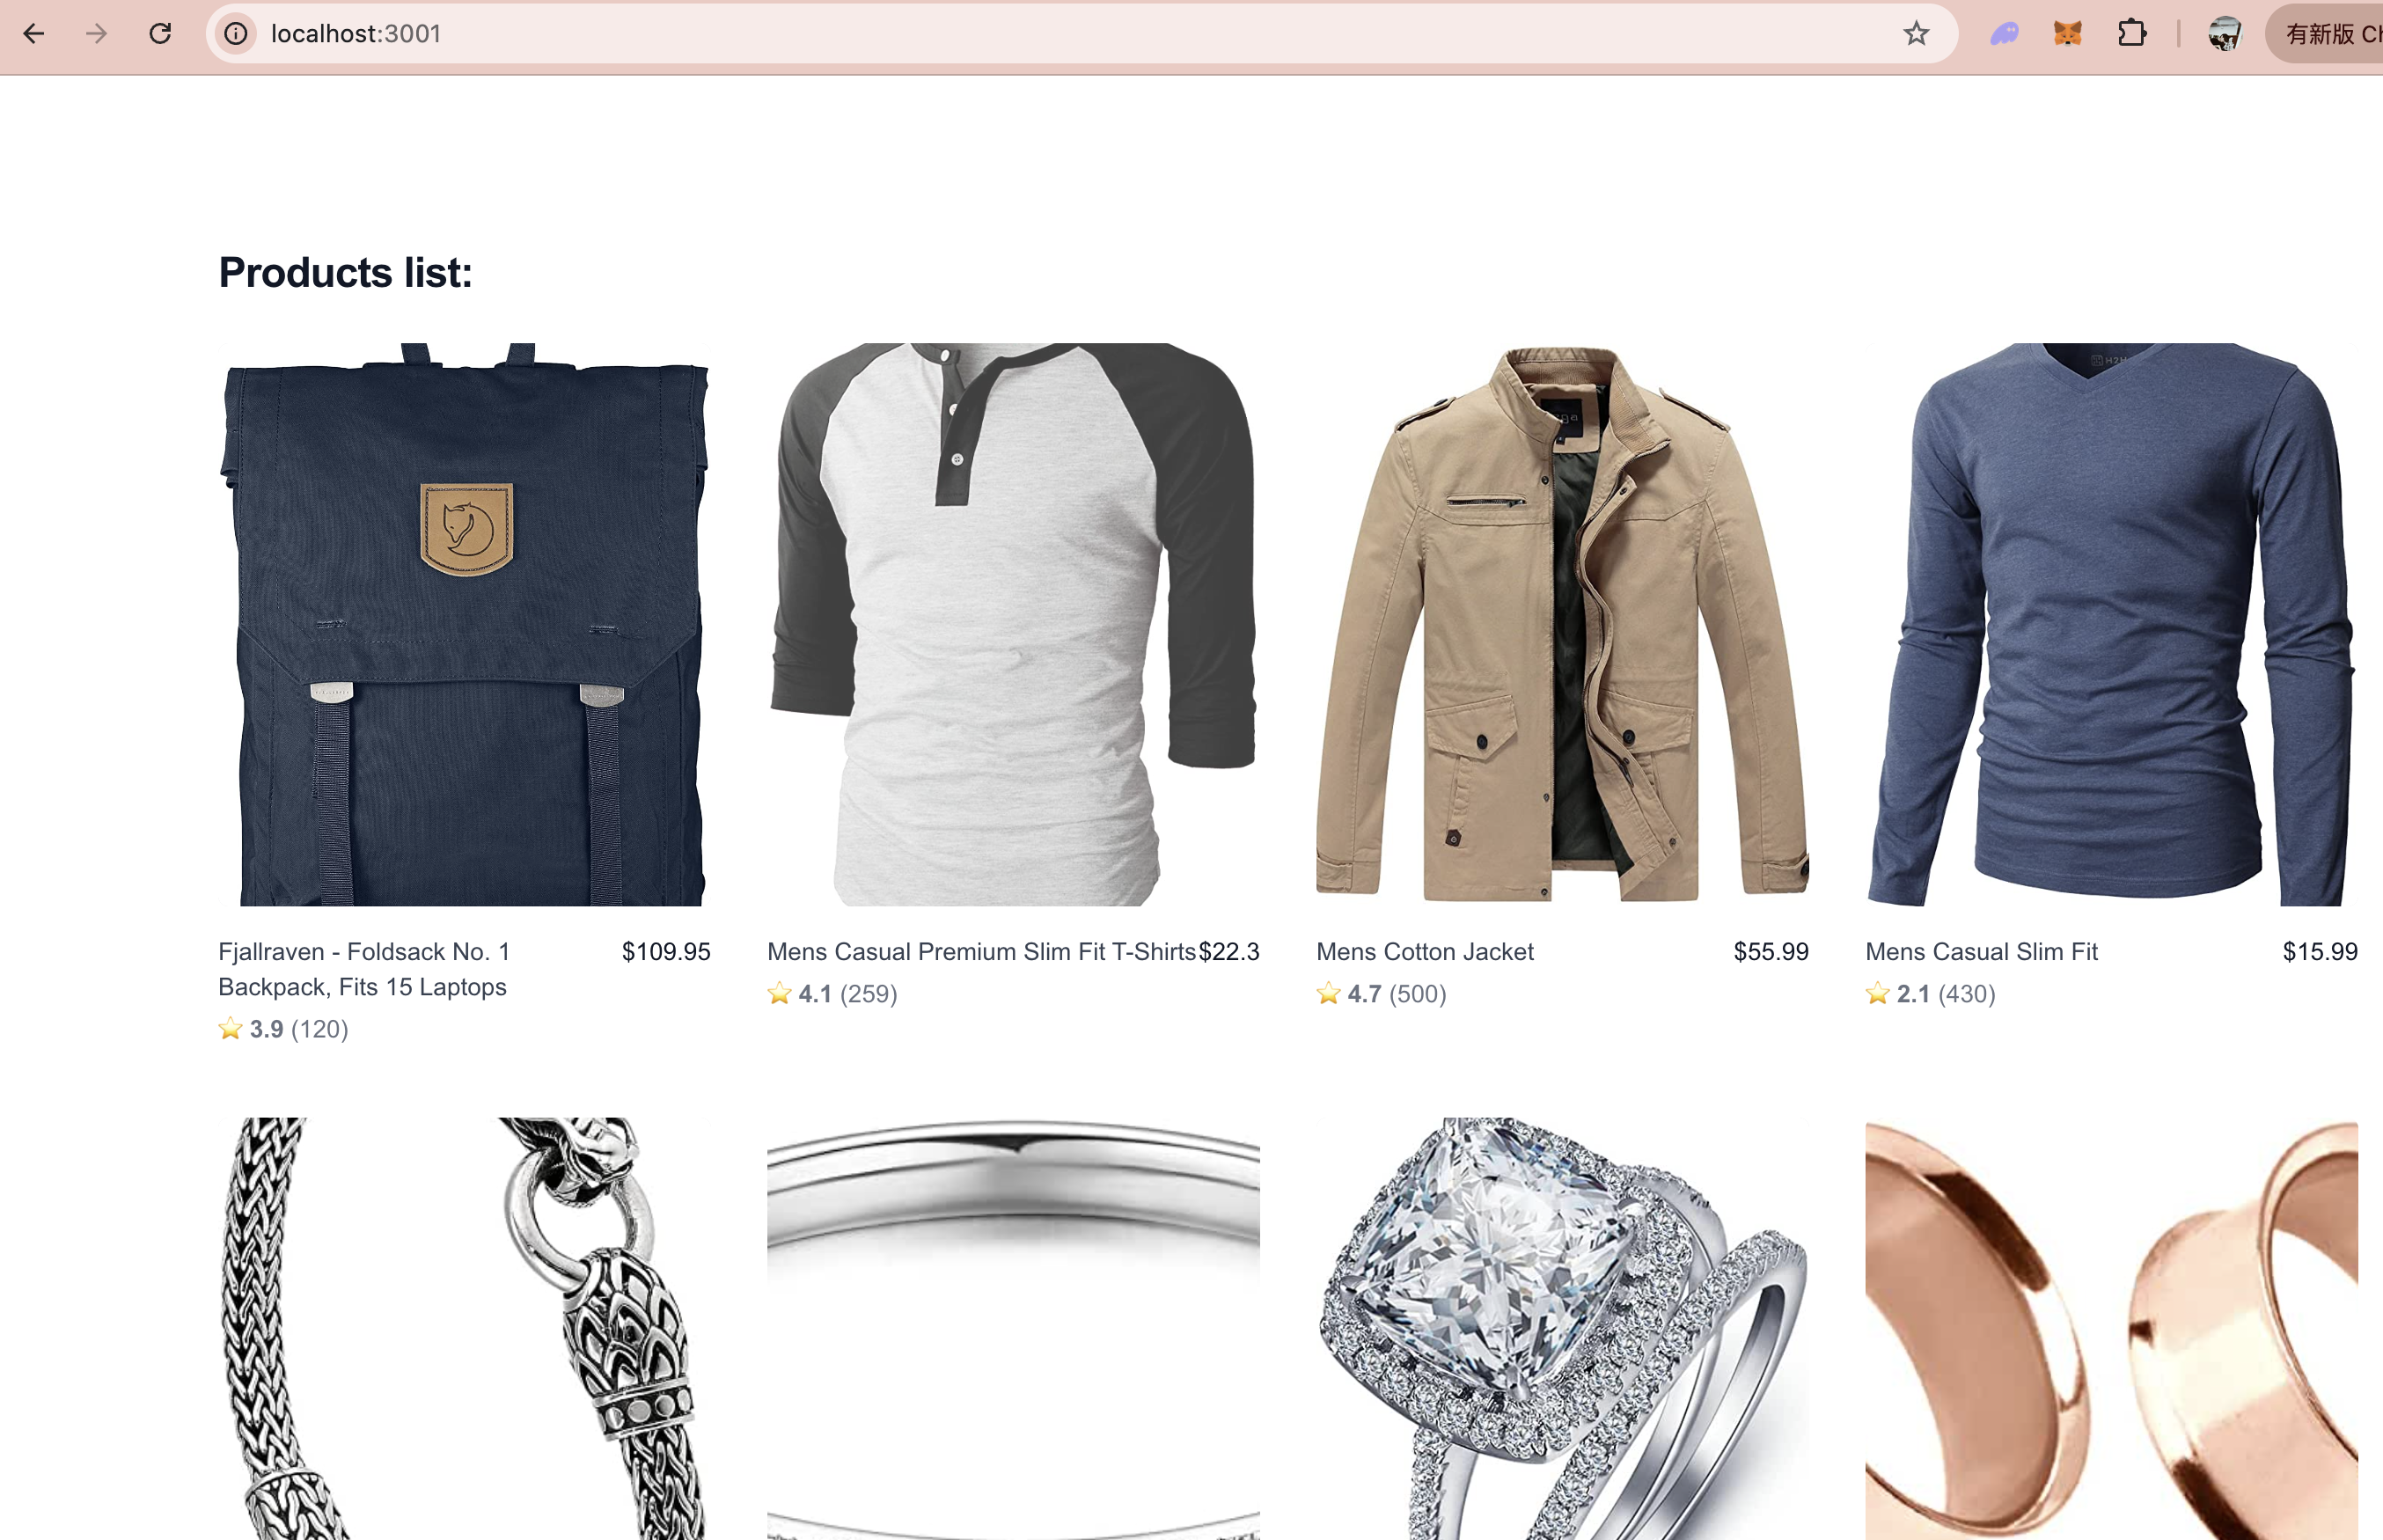 localhost:3001
有新版
Products list:
Fjallraven - Foldsack No. 1
Backpack, Fits 15 Laptops
$109.95
3.9 (120)
Mens Casual Premium Slim Fit T-Shirts
$22.3
4.1 (259)
Mens Cotton Jacket
$55.99
4.7 (500)
Mens Casual Slim Fit
$15.99
2.1 (430)